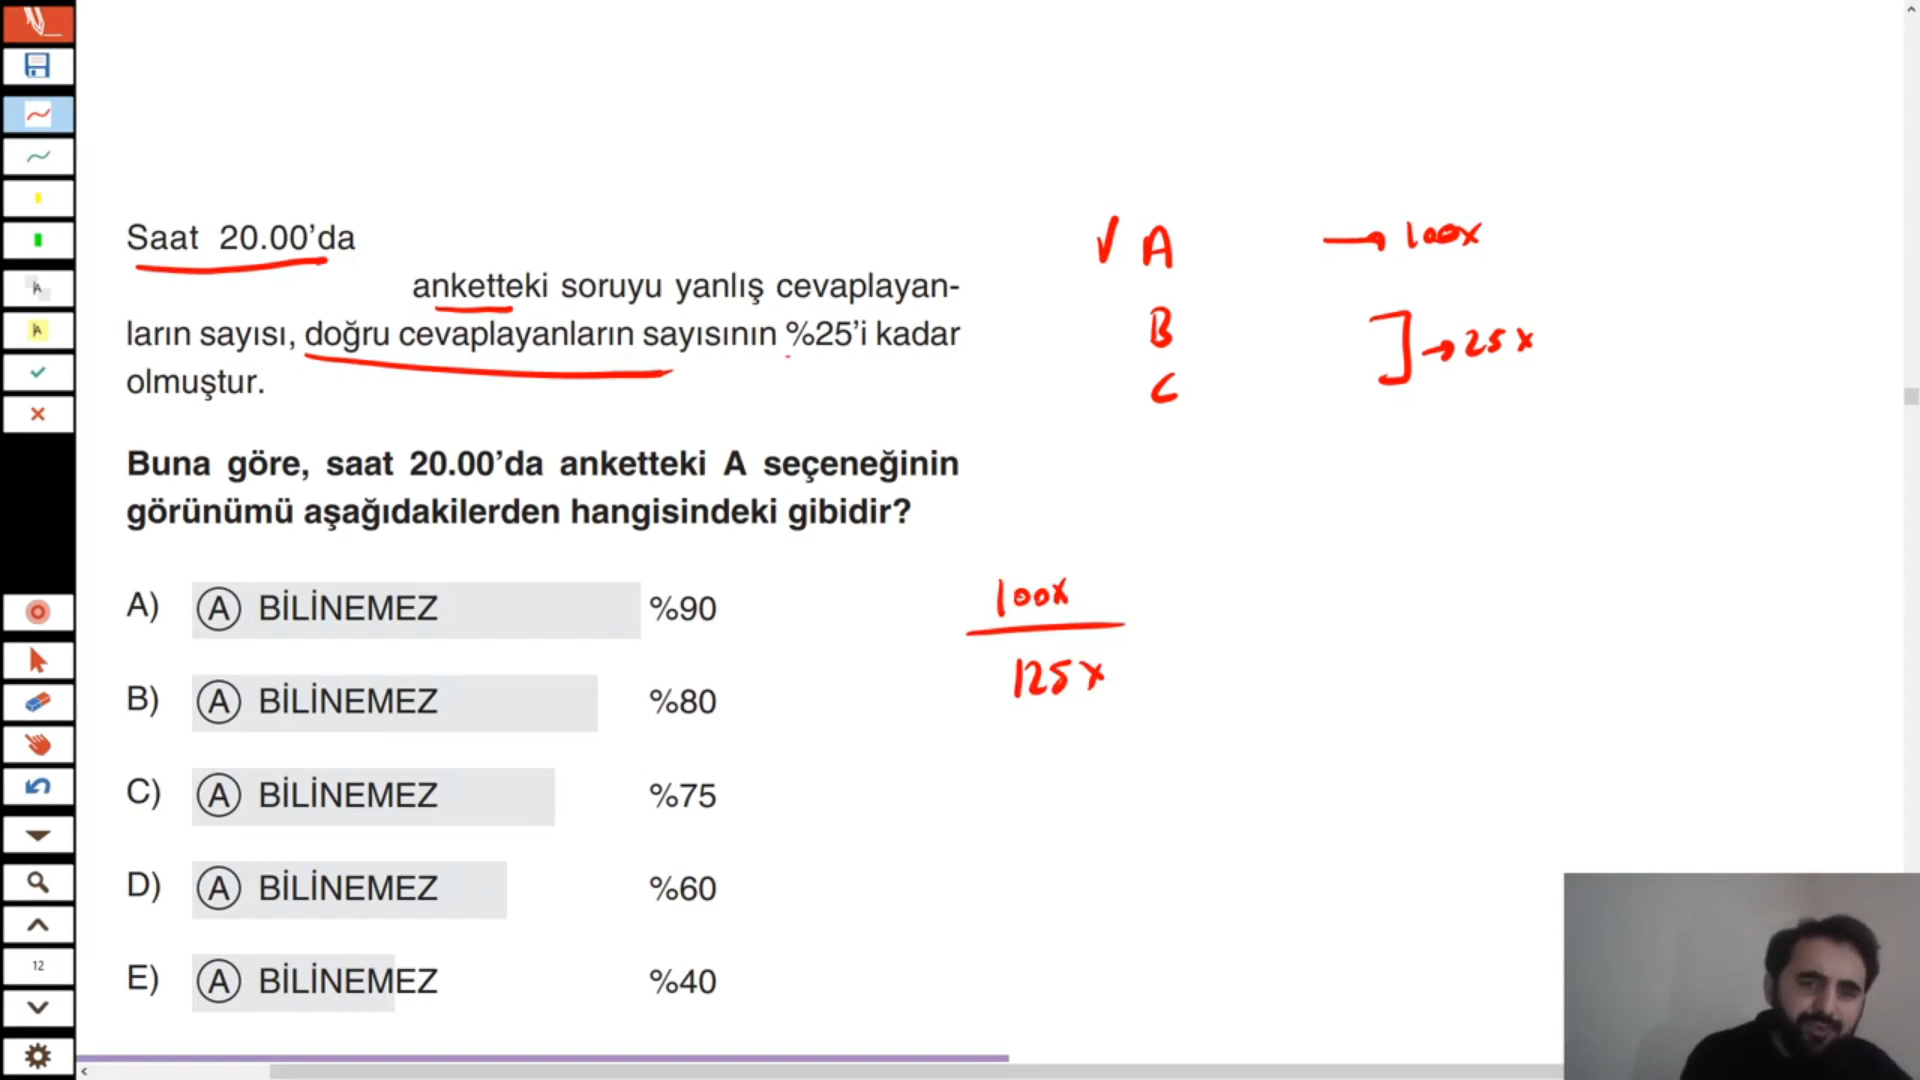 Saat 20.00'da
anketteki soruyu yanlış cevaplayan-
ların sayısı, doğru cevaplayanların sayısının %25'i kadar
olmuştur.
Buna göre, saat 20.00'da anketteki A seçeneğinin
görünümü aşağıdakilerden hangisindeki gibidir?
A) A BİLİNEMEZ %90
B) A BİLİNEMEZ %80
C) A BİLİNEMEZ %75
D) A BİLİNEMEZ %60
E) A BİLİNEMEZ %40
✓ A → 100x
B
] → 25x
C
100x
125x
12